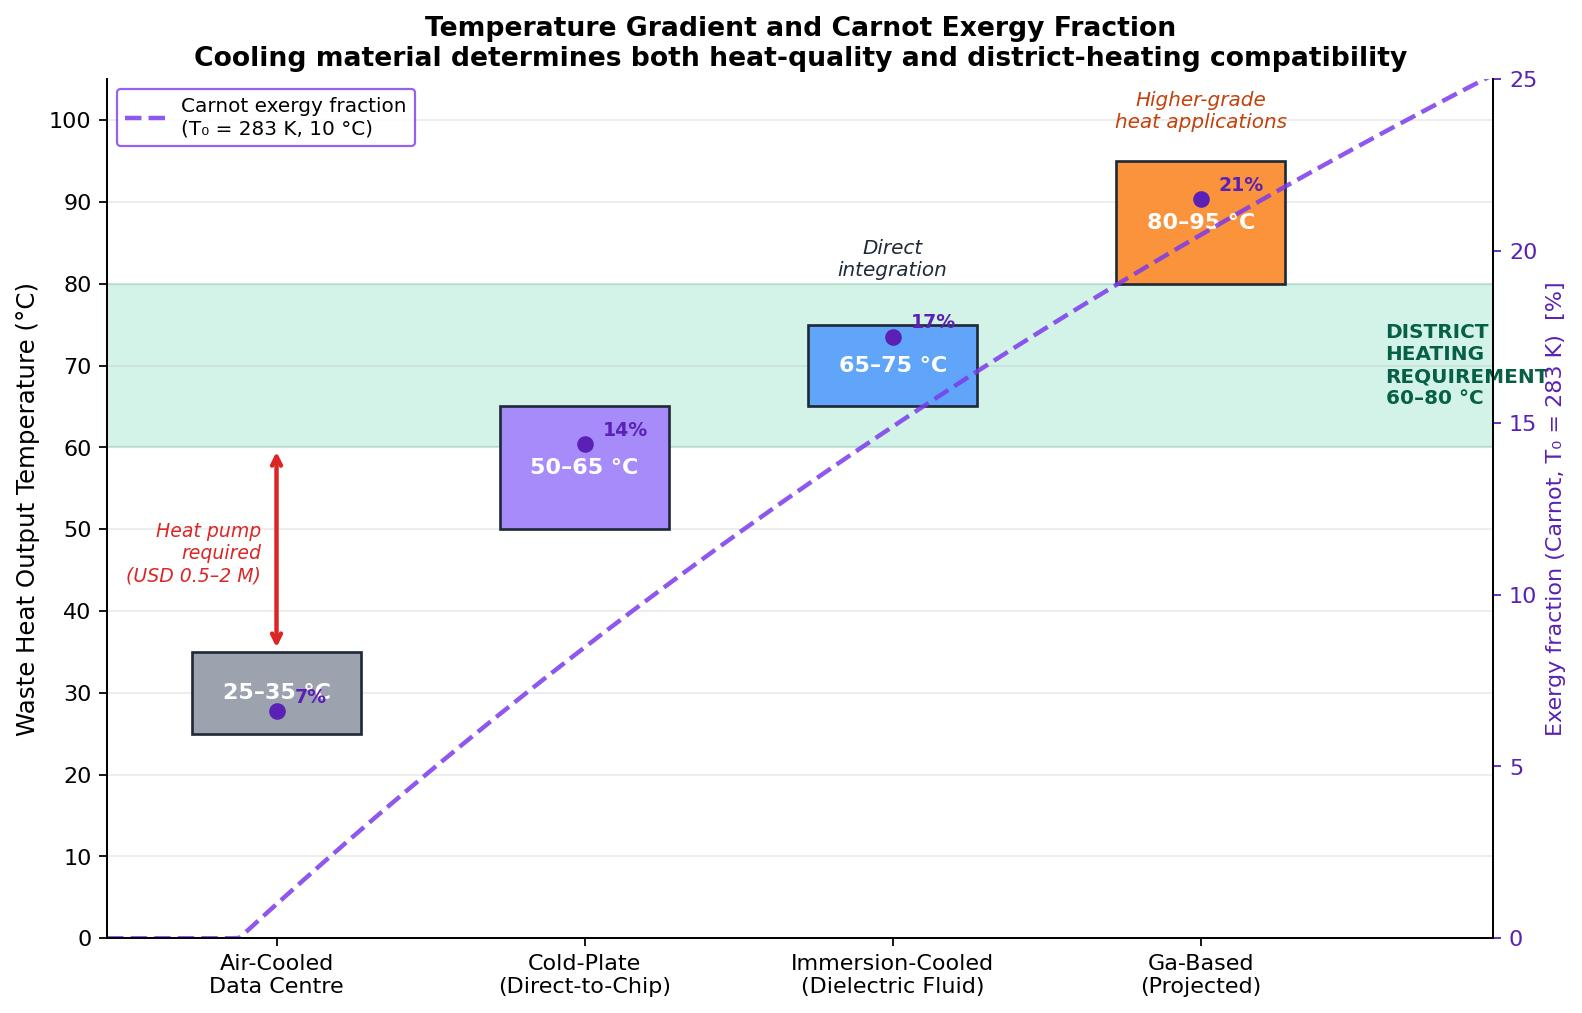 Temperature Gradient and Carnot Exergy Fraction
Cooling material determines both heat-quality and district-heating compatibility
Carnot exergy fraction
(T₀ = 283 K, 10 °C)
Waste Heat Output Temperature (°C)
100
90
80
70
60
50
40
30
20
10
0
Higher-grade
heat applications
21%
80–95 °C
Direct
integration
17%
65–75 °C
14%
50–65 °C
Heat pump
required
(USD 0.5–2 M)
25–35 °C
7%
DISTRICT
HEATING
REQUIREMENT
60–80 °C
25
20
15
10
5
0
Exergy fraction (Carnot, T₀ = 283 K)  [%]
Air-Cooled
Data Centre
Cold-Plate
(Direct-to-Chip)
Immersion-Cooled
(Dielectric Fluid)
Ga-Based
(Projected)